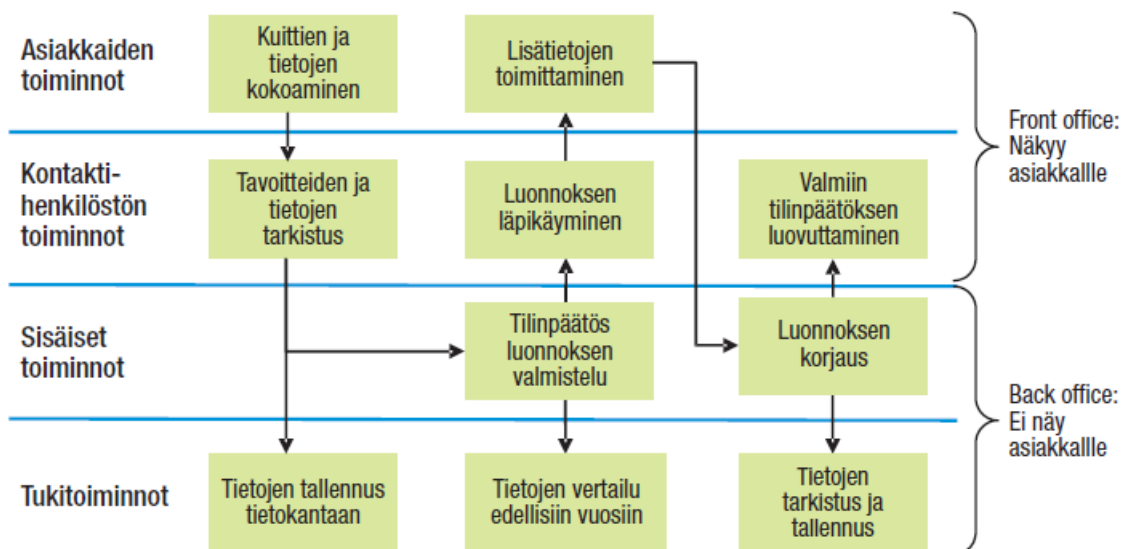 Asiakkaiden
toiminnot
Kuittien ja
tietojen
kokoaminen
Lisätietojen
toimittaminen
Front office:
Näkyy
asiakkallle
Kontakti-
henkilöstön
toiminnot
Tavoitteiden ja
tietojen
tarkistus
Luonnoksen
läpikäyminen
Valmiin
tilinpäätöksen
luovuttaminen
Sisäiset
toiminnot
Tilinpäätös
luonnoksen
valmistelu
Luonnoksen
korjaus
Back office:
Ei näy
asiakkallle
Tukitoiminnot
Tietojen tallennus
tietokantaan
Tietojen vertailu
edellisiin vuosiin
Tietojen
tarkistus ja
tallennus